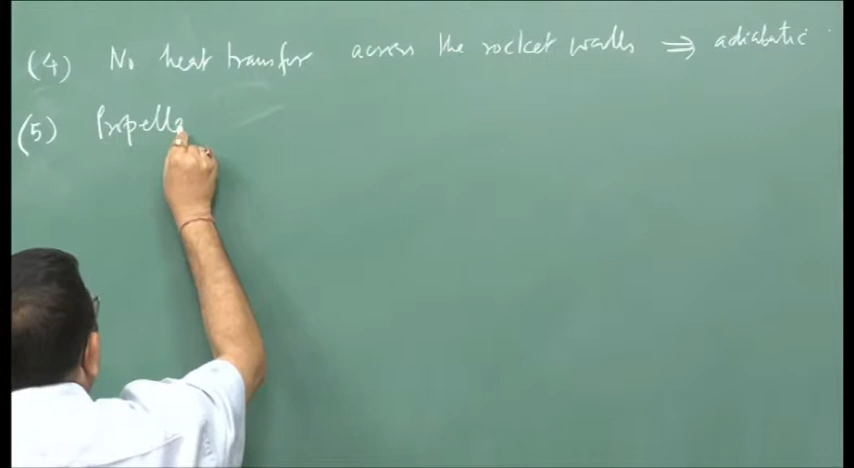 (4) No heat transfer across the rocket walls ⇒ adiabatic.
(5) Propella